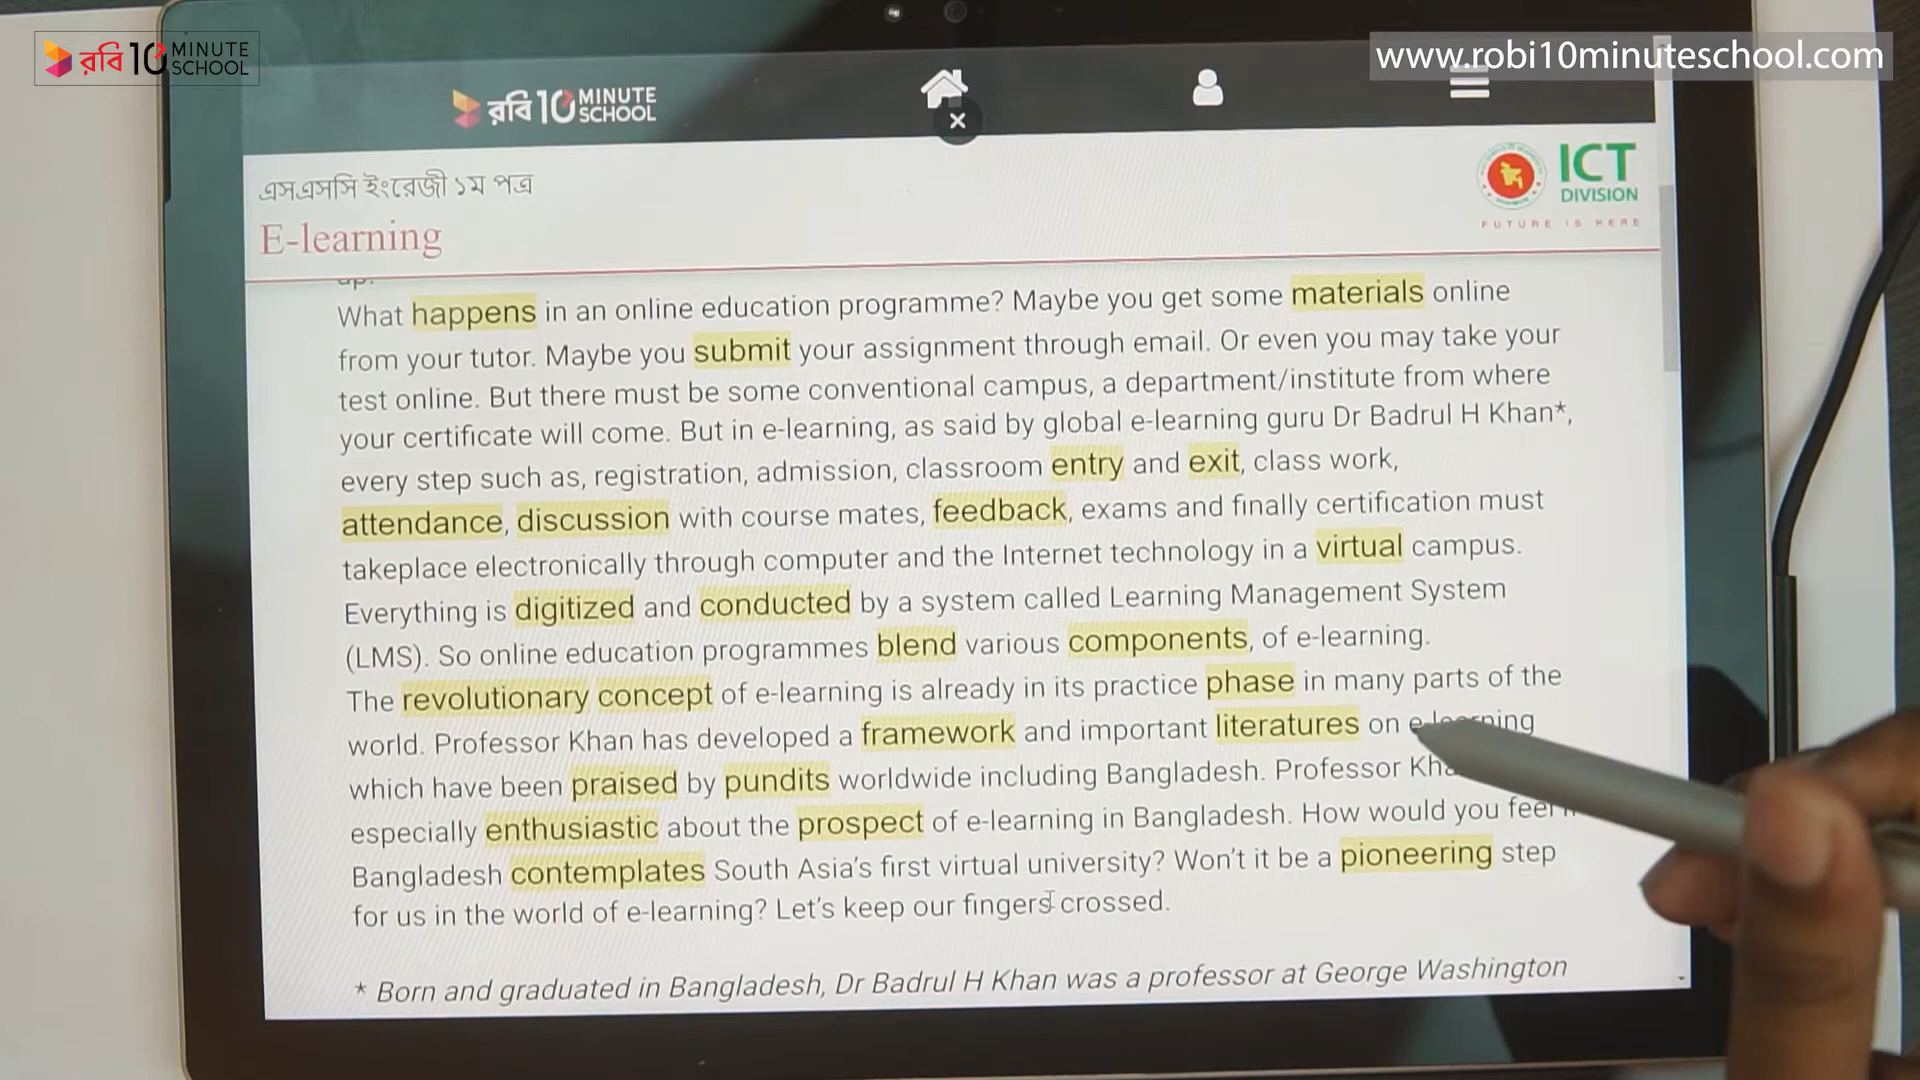 রবি 10 MINUTE SCHOOL
www.robi10minuteschool.com
রবি 10 MINUTE SCHOOL
এসএসসি ইংরেজী ১ম পত্র
E-learning
ICT
DIVISION
FUTURE IS HERE
up.
What happens in an online education programme? Maybe you get some materials online
from your tutor. Maybe you submit your assignment through email. Or even you may take your
test online. But there must be some conventional campus, a department/institute from where
your certificate will come. But in e-learning, as said by global e-learning guru Dr Badrul H Khan*,
every step such as, registration, admission, classroom entry and exit, class work,
attendance, discussion with course mates, feedback, exams and finally certification must
takeplace electronically through computer and the Internet technology in a virtual campus.
Everything is digitized and conducted by a system called Learning Management System
(LMS). So online education programmes blend various components, of e-learning.
The revolutionary concept of e-learning is already in its practice phase in many parts of the
world. Professor Khan has developed a framework and important literatures on e-learning
which have been praised by pundits worldwide including Bangladesh. Professor
especially enthusiastic about the prospect of e-learning in Bangladesh. How would you feel
Bangladesh contemplates South Asia's first virtual university? Won't it be a pioneering step
for us in the world of e-learning? Let's keep our fingers crossed.
* Born and graduated in Bangladesh, Dr Badrul H Khan was a professor at George Washington